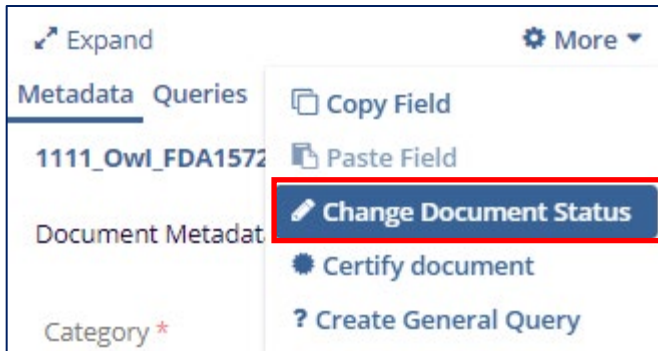 Expand
More
Metadata Queries
Copy Field
1111_Owl_FDA1572
Paste Field
Change Document Status
Document Metadat
Certify document
? Create General Query
Category *